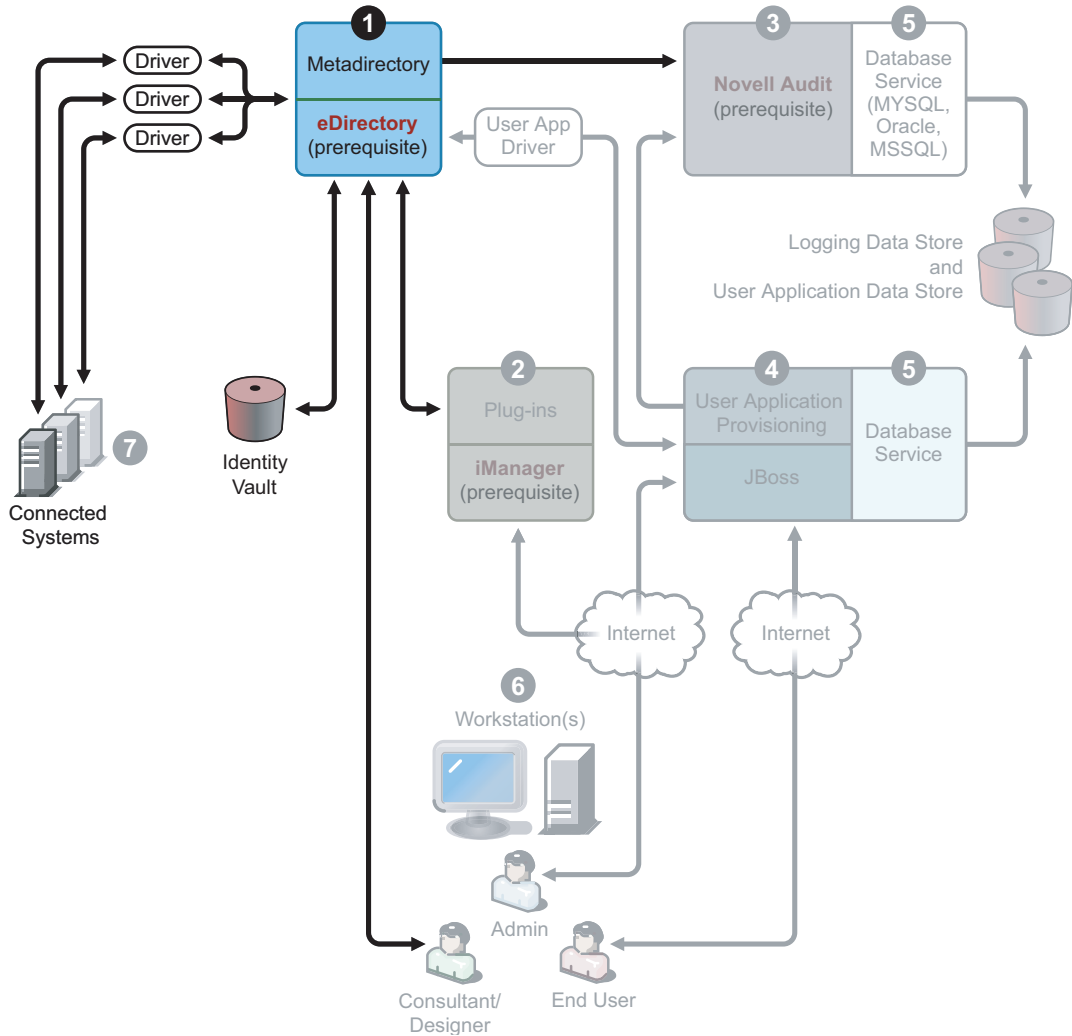 1
3
5
Driver
Driver
Driver
Metadirectory
eDirectory
(prerequisite)
User App
Driver
Novell Audit
(prerequisite)
Database
Service
(MYSQL,
Oracle,
MSSQL)
Logging Data Store
and
User Application Data Store
2
4
5
Plug-ins
iManager
(prerequisite)
User Application
Provisioning
JBoss
Database
Service
7
Connected
Systems
Identity
Vault
Internet
Internet
6
Workstation(s)
Admin
Consultant/
Designer
End User